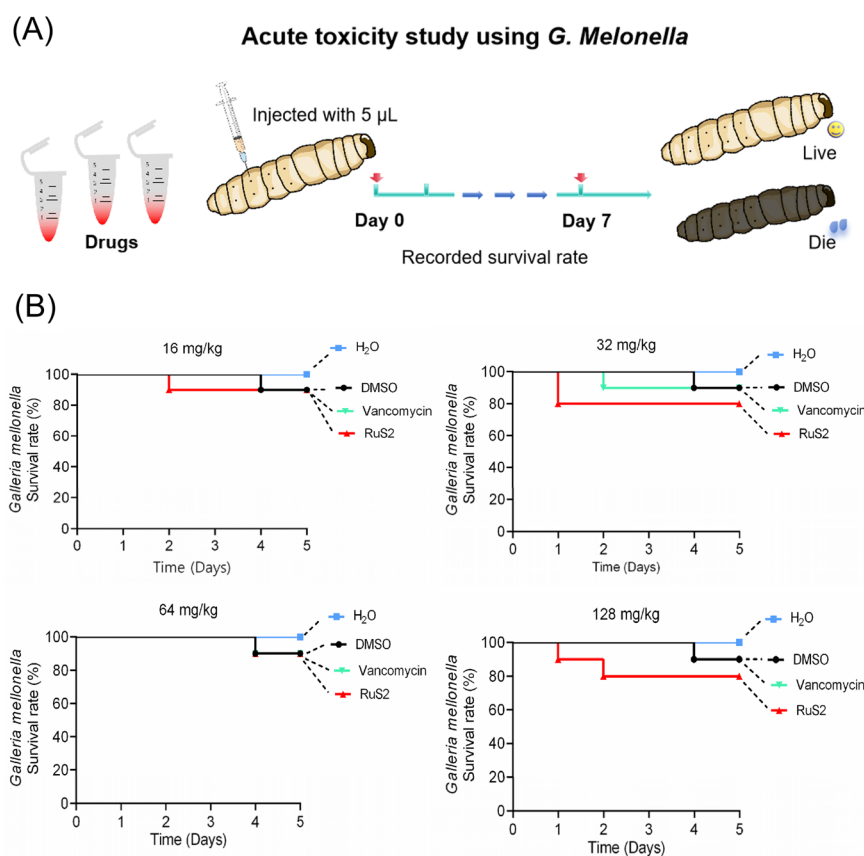 (A)
Acute toxicity study using G. Melonella
Injected with 5 µL
Drugs
Day 0
Day 7
Recorded survival rate
Live
Die
(B)
16 mg/kg
Galleria mellonella
Survival rate (%)
100
80
60
40
20
0
0 1 2 3 4 5
Time (Days)
H₂O
DMSO
Vancomycin
RuS2
32 mg/kg
Galleria mellonella
Survival rate (%)
100
80
60
40
20
0
0 1 2 3 4 5
Time (Days)
H₂O
DMSO
Vancomycin
RuS2
64 mg/kg
Galleria mellonella
Survival rate (%)
100
80
60
40
20
0
0 1 2 3 4 5
Time (Days)
H₂O
DMSO
Vancomycin
RuS2
128 mg/kg
Galleria mellonella
Survival rate (%)
100
80
60
40
20
0
0 1 2 3 4 5
Time (Days)
H₂O
DMSO
Vancomycin
RuS2